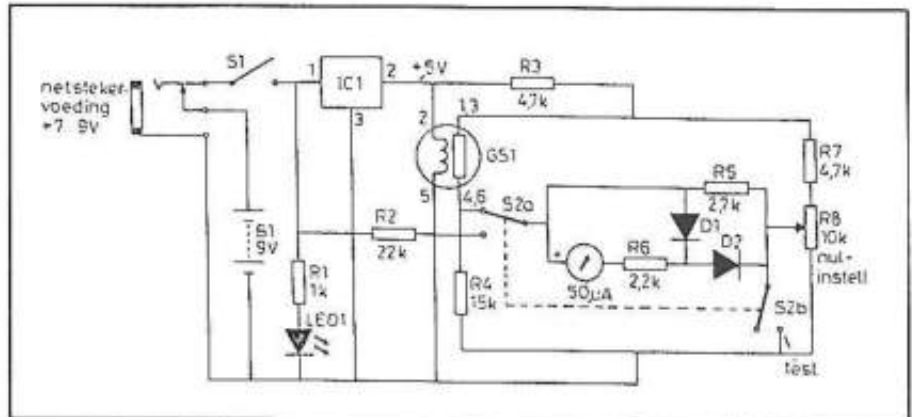 S1
1
IC1
2
+5V
R3
4,7k
netsteker-
voeding
+7..9V
3
2
1,3
GS1
5
4,6
R7
4,7k
S2a
R5
2,7k
D1
D2
R8
10k
nul-
instell
R2
22k
+
50µA
R6
2,2k
B1
9V
R1
1k
R4
15k
S2b
LED1
test